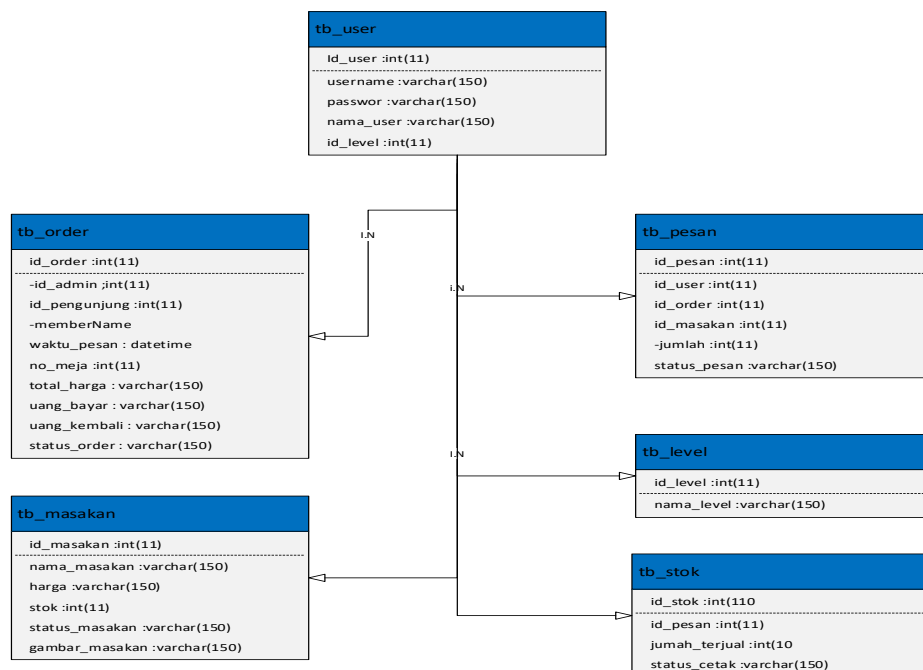 tb_user
Id_user :int(11)
username :varchar(150)
passwor :varchar(150)
nama_user :varchar(150)
id_level :int(11)
tb_order
id_order :int(11)
-id_admin ;int(11)
id_pengunjung :int(11)
-memberName
waktu_pesan : datetime
no_meja :int(11)
total_harga : varchar(150)
uang_bayar : varchar(150)
uang_kembali : varchar(150)
status_order : varchar(150)
I.N
tb_pesan
id_pesan :int(11)
id_user :int(11)
id_order :int(11)
id_masakan :int(11)
-jumlah :int(11)
status_pesan :varchar(150)
i.N
tb_level
id_level :int(11)
nama_level :varchar(150)
I.N
tb_masakan
id_masakan :int(11)
nama_masakan :varchar(150)
harga :varchar(150)
stok :int(11)
status_masakan :varchar(150)
gambar_masakan :varchar(150)
tb_stok
id_stok :int(110
id_pesan :int(11)
jumah_terjual :int(10
status_cetak :varchar(150)